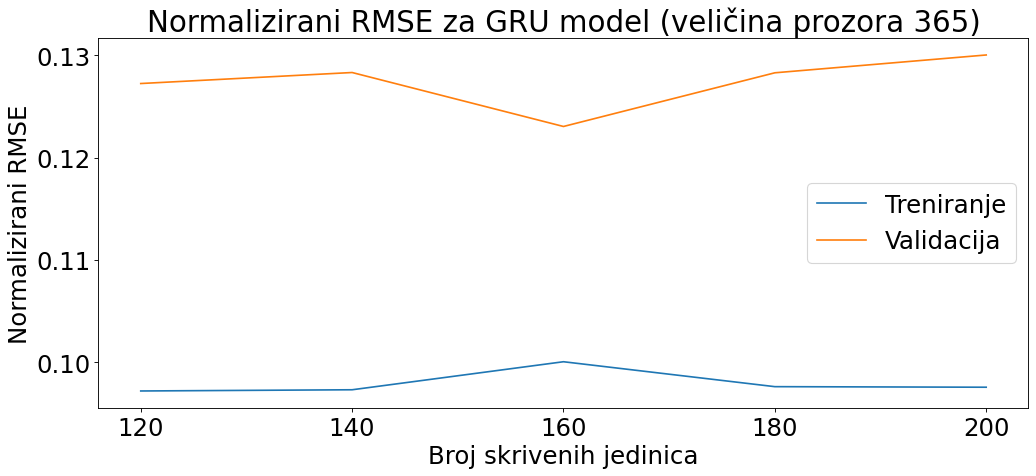 Normalizirani RMSE za GRU model (veličina prozora 365)
Normalizirani RMSE
0.13
0.12
0.11
0.10
Treniranje
Validacija
120 140 160 180 200
Broj skrivenih jedinica